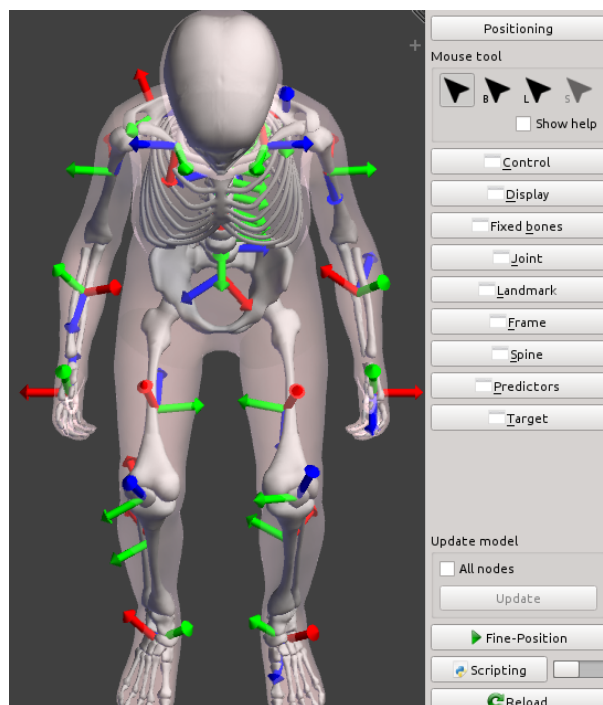 Positioning
Mouse tool
B L S
Show help
Control
Display
Fixed bones
Joint
Landmark
Frame
Spine
Predictors
Target
Update model
All nodes
Update
Fine-Position
Scripting
Reload